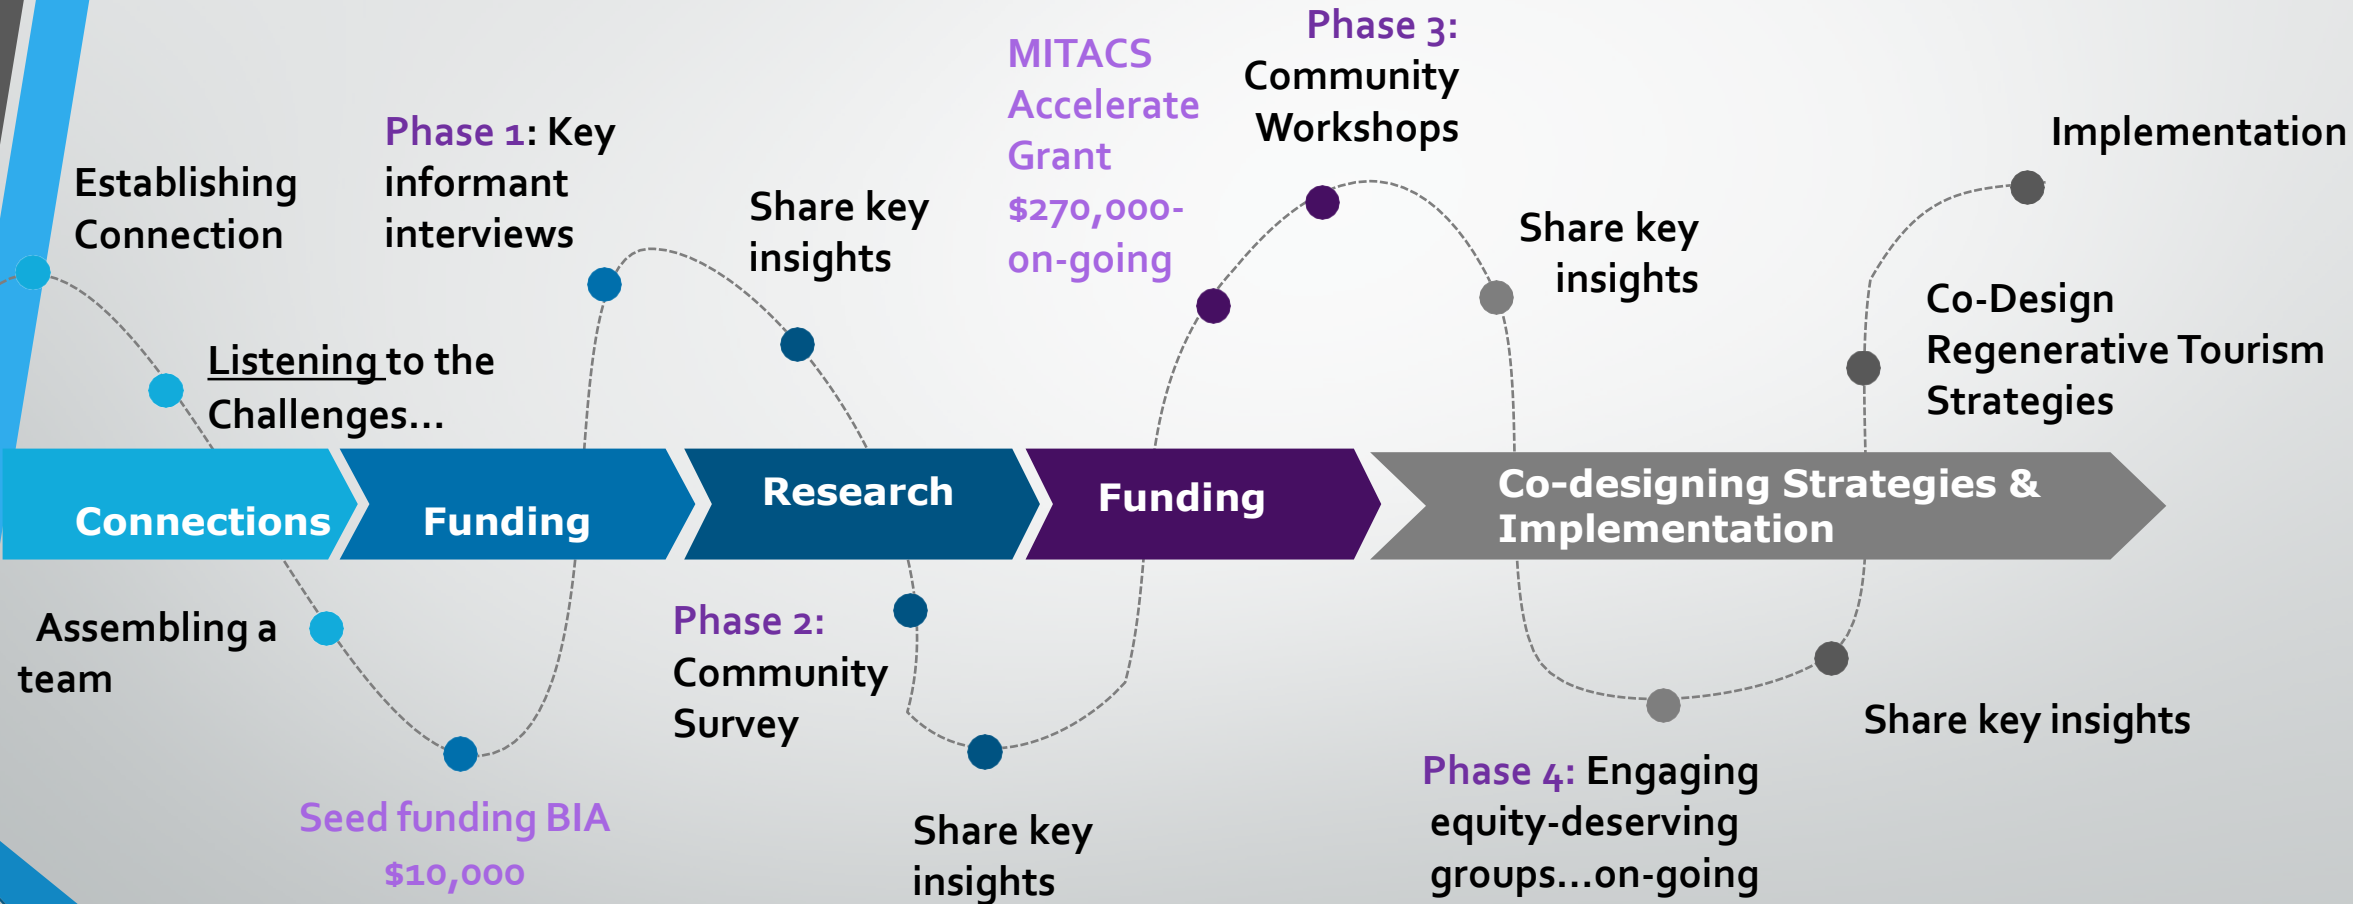 Establishing
Connection
Listening to the
Challenges...
Assembling a
team
Seed funding BIA
$10,000
Phase 1: Key
informant
interviews
Share key
insights
Phase 2:
Community
Survey
Share key
insights
MITACS
Accelerate
Grant
$270,000-
on-going
Phase 3:
Community
Workshops
Share key
insights
Phase 4: Engaging
equity-deserving
groups...on-going
Share key insights
Co-Design
Regenerative Tourism
Strategies
Implementation
Connections
Funding
Research
Funding
Co-designing Strategies &
Implementation